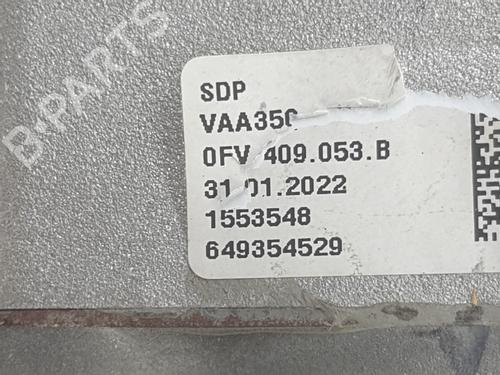 B-PARTS
SDP
VAA350
0FV 409.053.B
31.01.2022
1553548
649354529